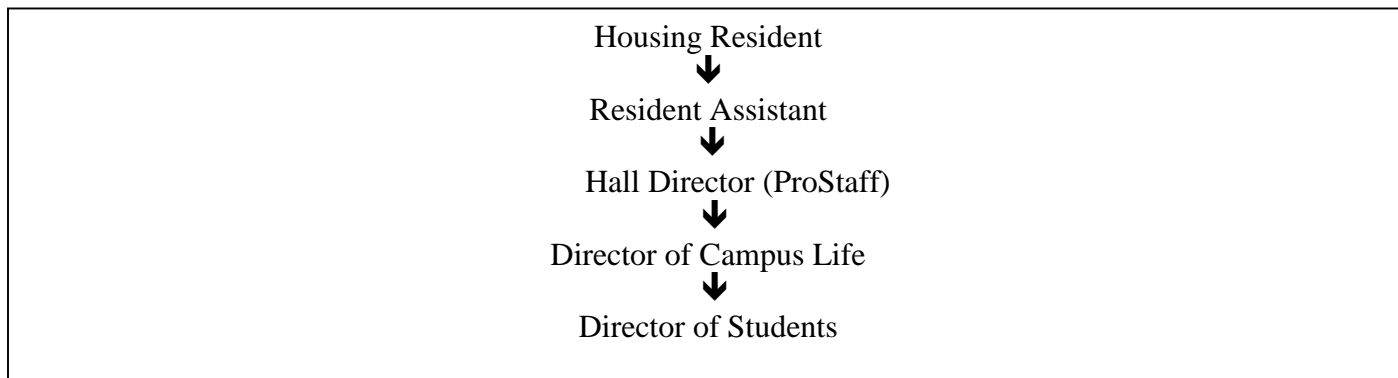 Housing Resident
Resident Assistant
Hall Director (ProStaff)
Director of Campus Life
Director of Students